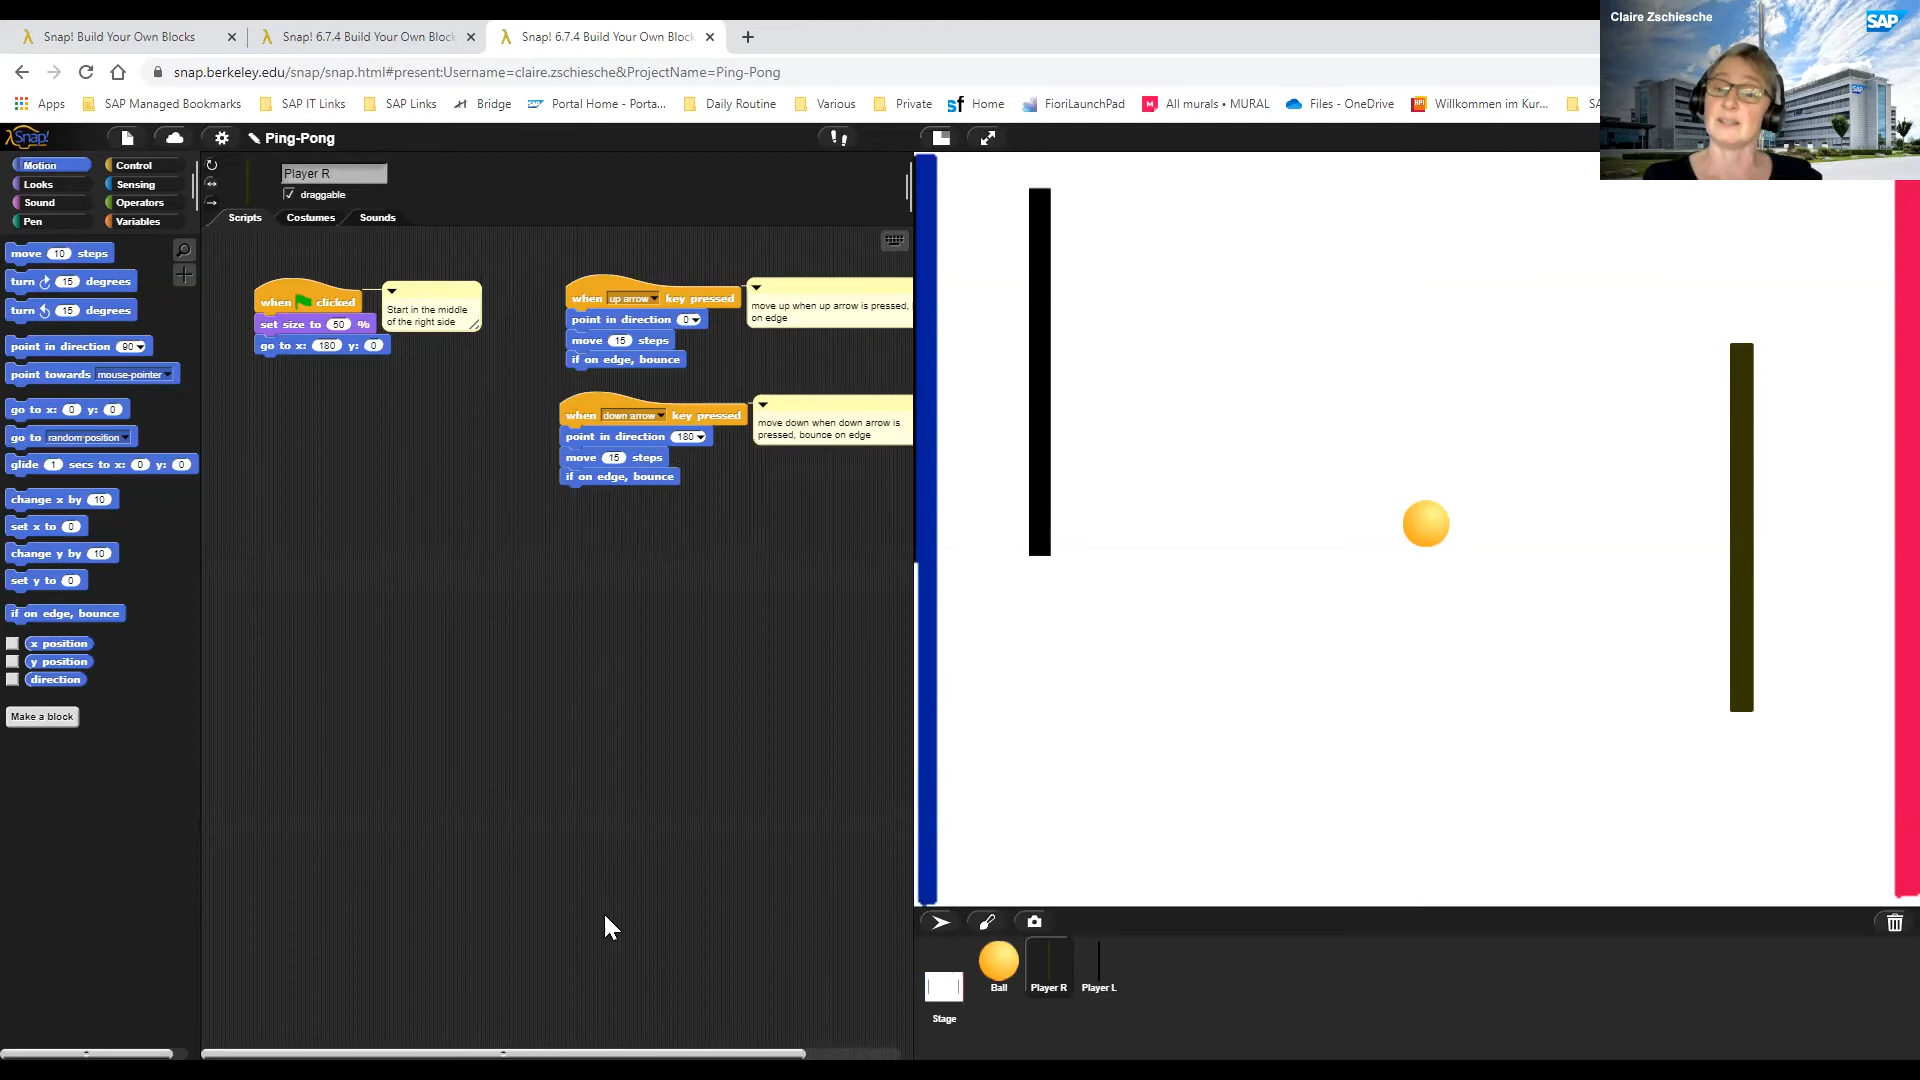 Snap! Build Your Own Blocks
Snap! 6.7.4 Build Your Own Block
Snap! 6.7.4 Build Your Own Block
Claire Zschiesche
SAP
snap.berkeley.edu/snap/snap.html#present:Username=claire.zschiesche&ProjectName=Ping-Pong
Apps
SAP Managed Bookmarks
SAP IT Links
SAP Links
Bridge
Portal Home - Porta...
Daily Routine
Various
Private
sf Home
FioriLaunchPad
All murals • MURAL
Files - OneDrive
HPI Willkommen im Kur...
Snap!
Ping-Pong
Motion
Control
Looks
Sensing
Sound
Operators
Pen
Variables
Player R
draggable
Scripts
Costumes
Sounds
move 10 steps
turn 15 degrees
turn 15 degrees
point in direction 90
point towards mouse-pointer
go to x: 0 y: 0
go to random position
glide 1 secs to x: 0 y: 0
change x by 10
set x to 0
change y by 10
set y to 0
if on edge, bounce
x position
y position
direction
Make a block
when clicked
set size to 50 %
go to x: 180 y: 0
Start in the middle
of the right side
when up arrow key pressed
point in direction 0
move 15 steps
if on edge, bounce
move up when up arrow is pressed,
on edge
when down arrow key pressed
point in direction 180
move 15 steps
if on edge, bounce
move down when down arrow is
pressed, bounce on edge
Stage
Ball
Player R
Player L